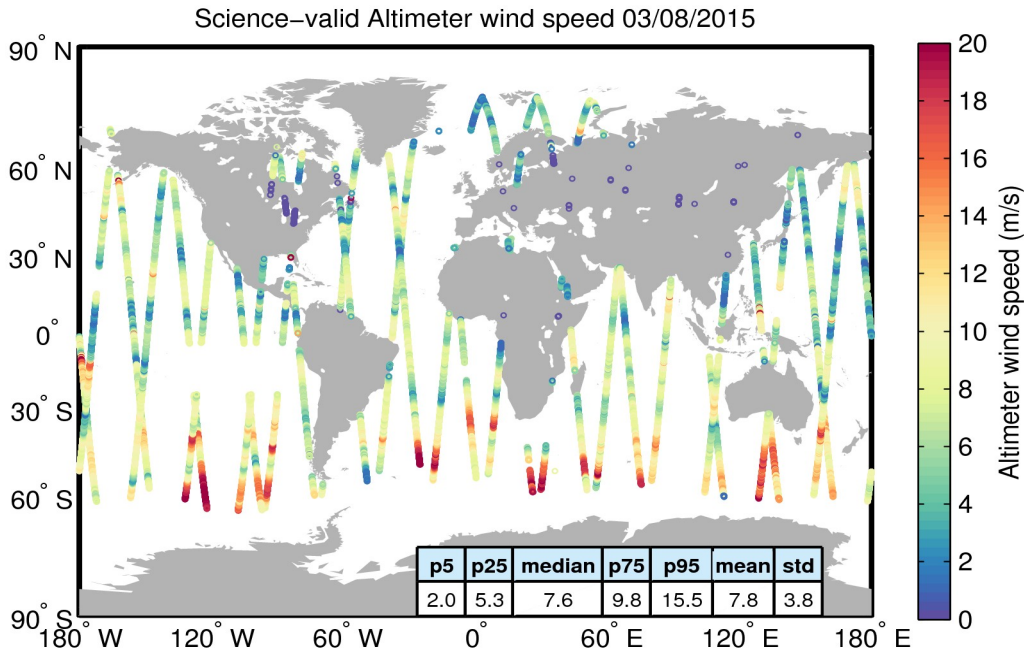 Science−valid Altimeter wind speed 03/08/2015
90° N
60° N
30° N
0°
30° S
60° S
90° S
180° W 120° W 60° W 0° 60° E 120° E 180° E
p5 p25 median p75 p95 mean std
2.0 5.3 7.6 9.8 15.5 7.8 3.8
20
18
16
14
12
10
8
6
4
2
0
Altimeter wind speed (m/s)